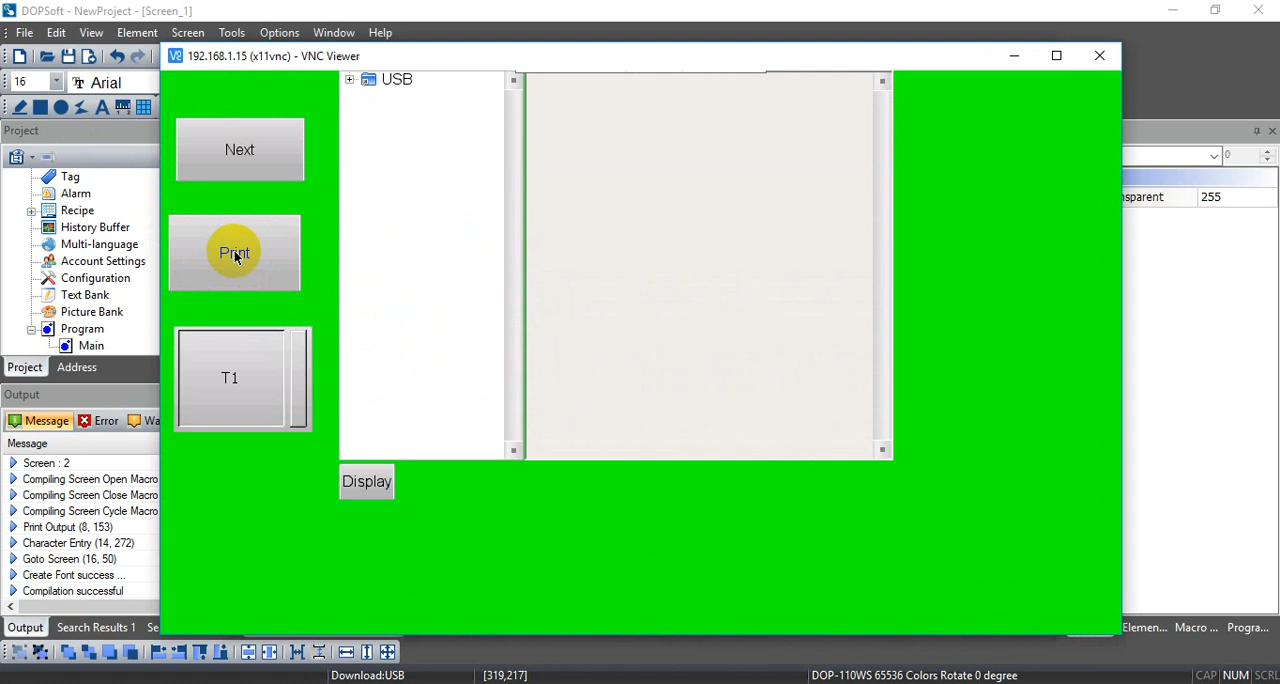 DOPSoft - NewProject - [Screen_1]
File Edit View Element Screen Tools Options Window Help
192.168.1.15 (x11vnc) - VNC Viewer
16 Arial
USB
Project
Next
0
Tag
Alarm
nsparent 255
Recipe
History Buffer
Multi-language
Print
Account Settings
Configuration
Text Bank
Picture Bank
Program
Main
Project Address
T1
Output
Message Error Wa
Message
Screen : 2
Display
Compiling Screen Open Macro
Compiling Screen Close Macro
Compiling Screen Cycle Macro
Print Output (8, 153)
Character Entry (14, 272)
Goto Screen (16, 50)
Create Font success ...
Compilation successful
Output Search Results 1 Se
Elemen... Macro ... Progra...
Download:USB [319,217] DOP-110WS 65536 Colors Rotate 0 degree CAP NUM SCRL